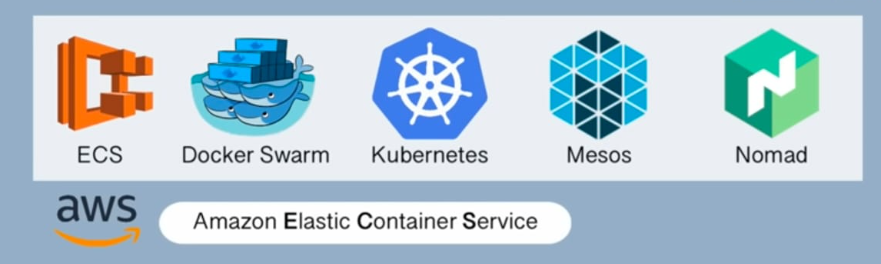 ECS Docker Swarm Kubernetes Mesos Nomad
aws
Amazon Elastic Container Service